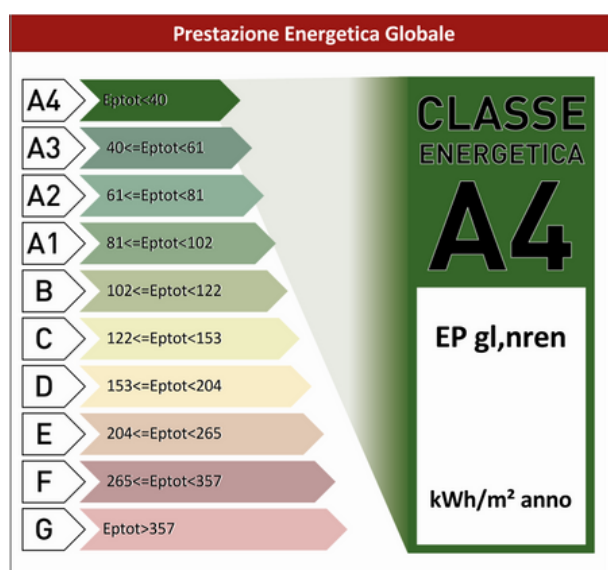 Prestazione Energetica Globale
A4 Eptot<40
A3 40<=Eptot<61
A2 61<=Eptot<81
A1 81<=Eptot<102
B 102<=Eptot<122
C 122<=Eptot<153
D 153<=Eptot<204
E 204<=Eptot<265
F 265<=Eptot<357
G Eptot>357
CLASSE
ENERGETICA
A4
EP gl,nren
kWh/m² anno